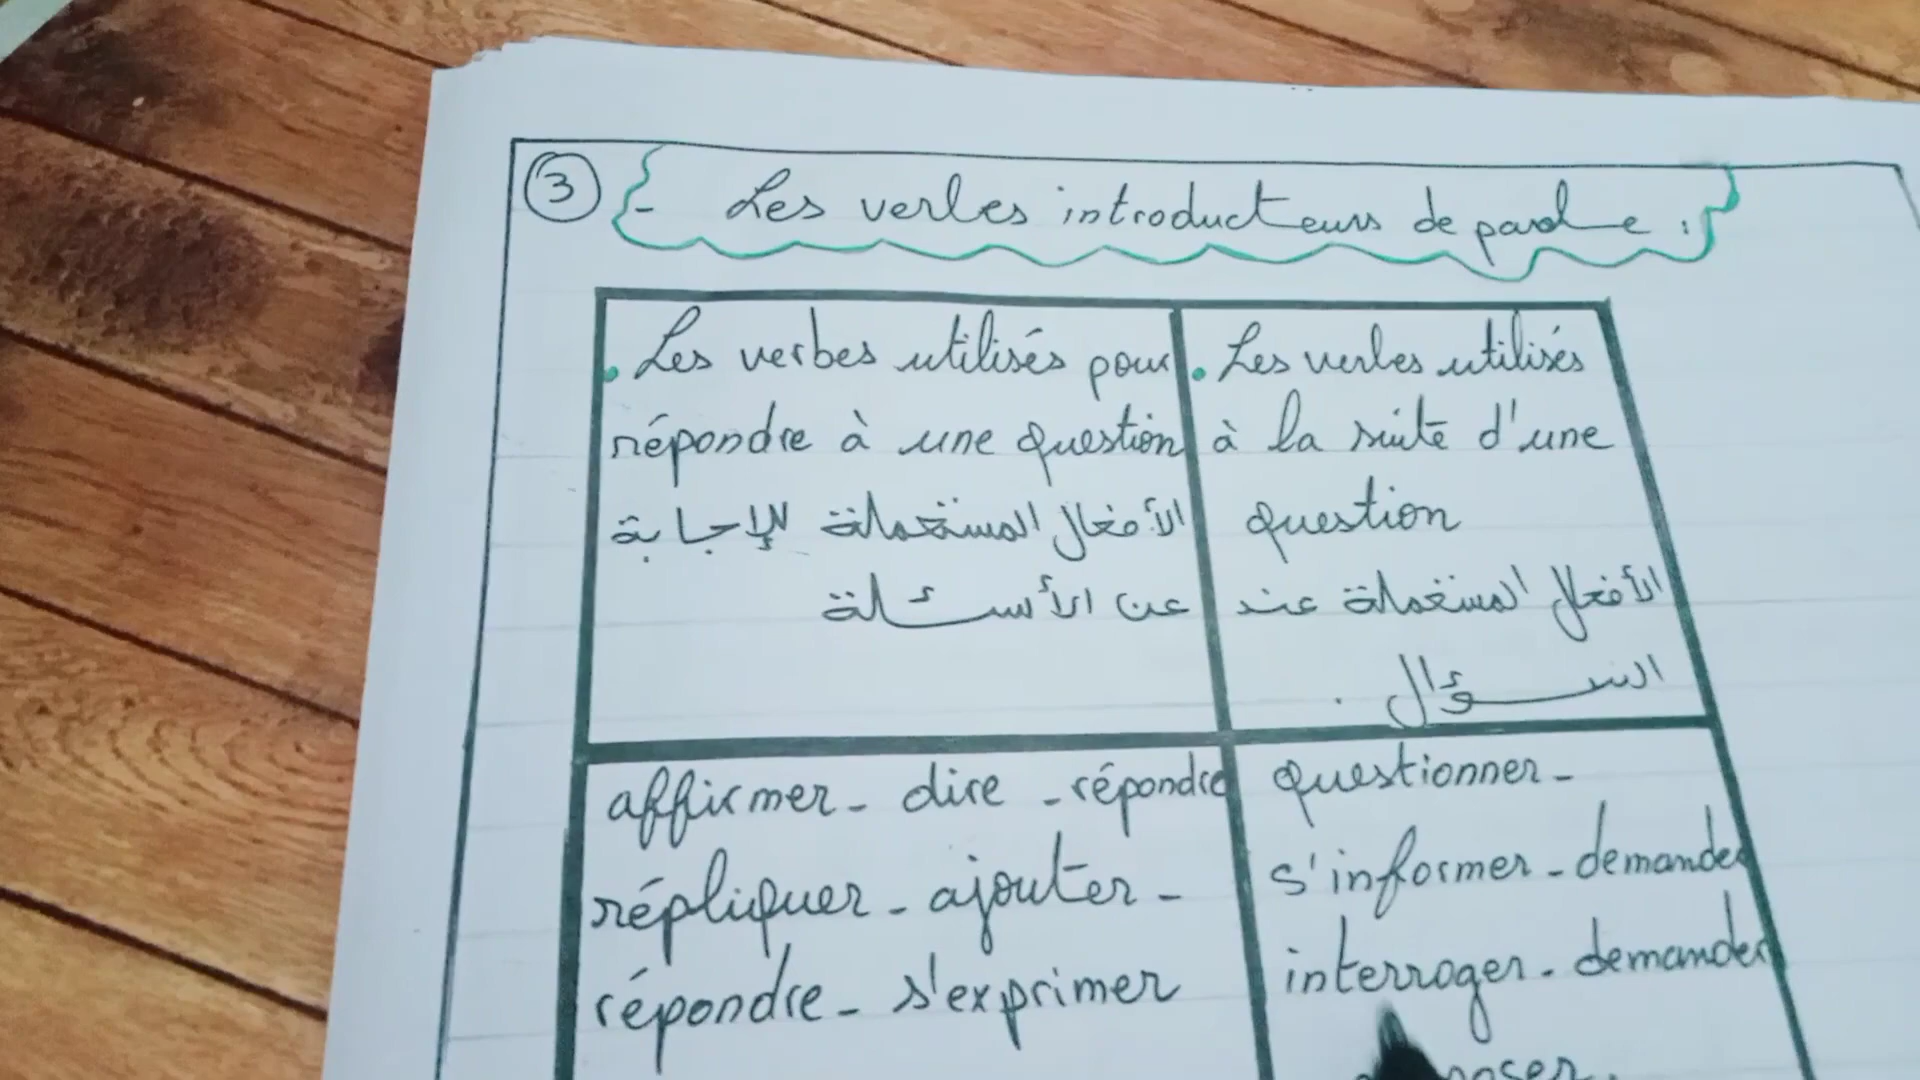 3 - Les verbes introducteurs de parole :
. Les verbes utilisés pour
répondre à une question
الأفعال المستعملة للإجابة
عن الأسئلة
. Les verbes utilisés
à la suite d'une
question
الأفعال المستعملة عند
السؤال .
affirmer - dire - répondre
répliquer - ajouter -
répondre - s'exprimer
questionner -
s'informer - demander
interroger - demander